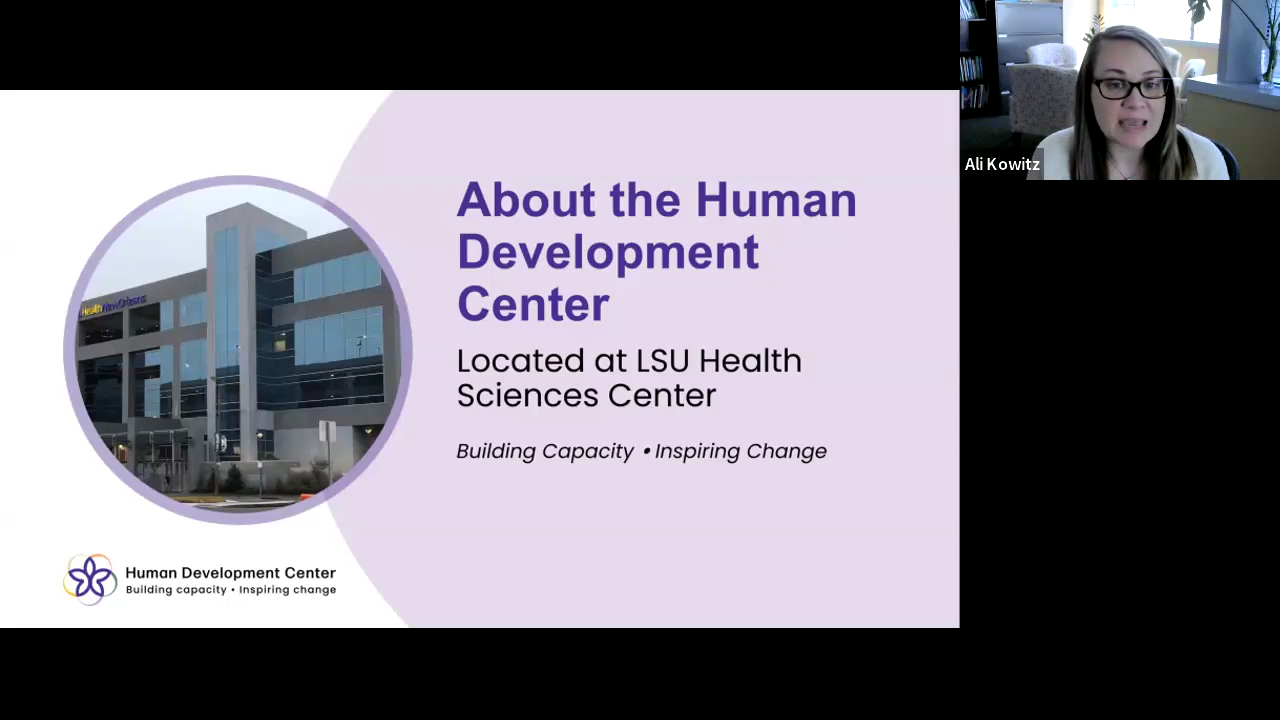 Ali Kowitz
About the Human
Development
Center
Located at LSU Health
Sciences Center
Building Capacity • Inspiring Change
HealthNewOrleans
Human Development Center
Building capacity • Inspiring change